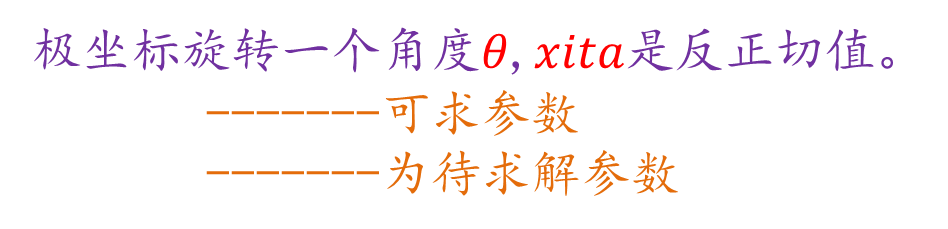 极坐标旋转一个角度θ,xita是反正切值。
-------可求参数
-------为待求解参数